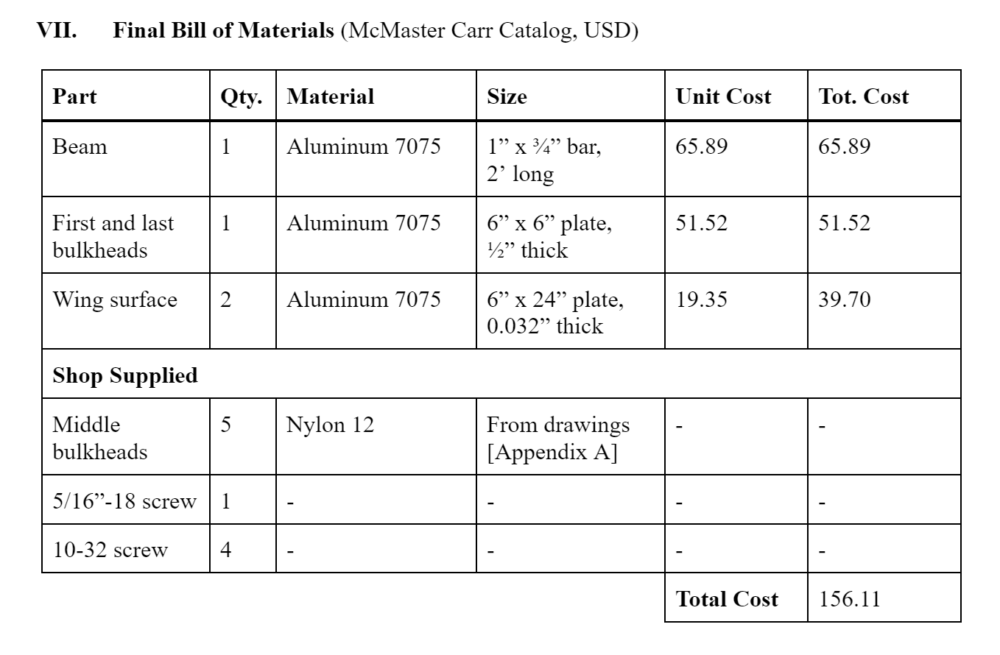 VII. Final Bill of Materials (McMaster Carr Catalog, USD)
Part Qty. Material Size Unit Cost Tot. Cost
Beam 1 Aluminum 7075 1” x ¾” bar, 65.89 65.89
2’ long
First and last 1 Aluminum 7075 6” x 6” plate, 51.52 51.52
bulkheads ½” thick
Wing surface 2 Aluminum 7075 6” x 24” plate, 19.35 39.70
0.032” thick
Shop Supplied
Middle 5 Nylon 12 From drawings - -
bulkheads [Appendix A]
5/16”-18 screw 1 - - - -
10-32 screw 4 - - - -
Total Cost 156.11